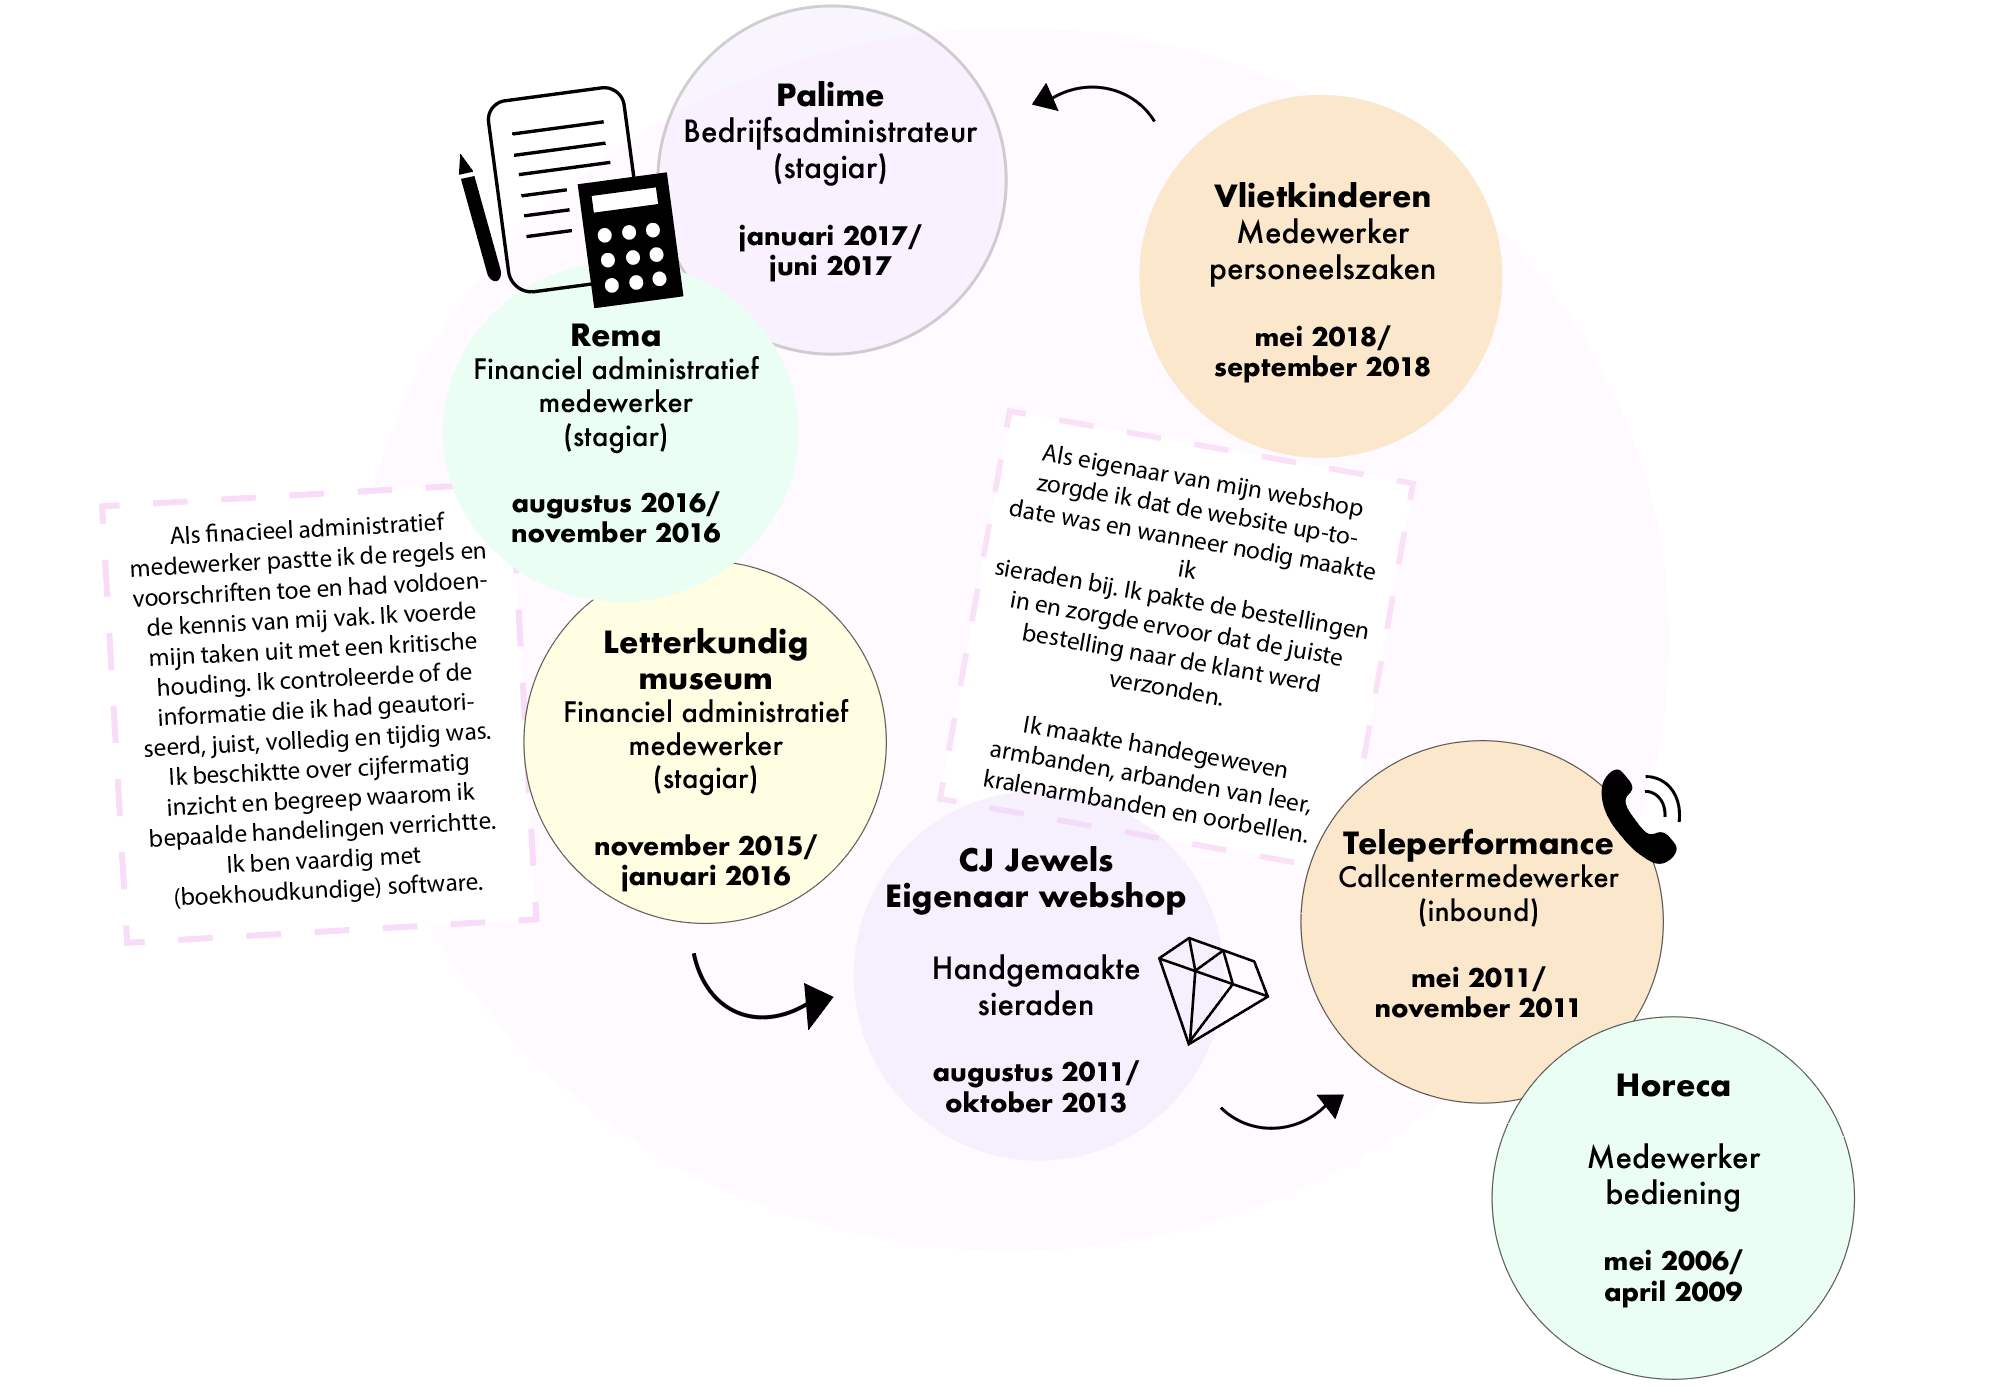 Palime
Bedrijfsadministrateur
(stagiar)
januari 2017/
juni 2017
Vlietkinderen
Medewerker
personeelszaken
mei 2018/
september 2018
Rema
Financiel administratief
medewerker
(stagiar)
augustus 2016/
november 2016
Als finacieel administratief
medewerker pastte ik de regels en
voorschriften toe en had voldoen-
de kennis van mij vak. Ik voerde
mijn taken uit met een kritische
houding. Ik controleerde of de
informatie die ik had geautori-
seerd, juist, volledig en tijdig was.
Ik beschiktte over cijfermatig
inzicht en begreep waarom ik
bepaalde handelingen verrichtte.
Ik ben vaardig met
(boekhoudkundige) software.
Letterkundig
museum
Financiel administratief
medewerker
(stagiar)
november 2015/
januari 2016
Als eigenaar van mijn webshop
zorgde ik dat de website up-to-
date was en wanneer nodig maakte
ik
sieraden bij. Ik pakte de bestellingen
in en zorgde ervoor dat de juiste
bestelling naar de klant werd
verzonden.
Ik maakte handegeweven
armbanden, arbanden van leer,
kralenarmbanden en oorbellen.
CJ Jewels
Eigenaar webshop
Handgemaakte
sieraden
augustus 2011/
oktober 2013
Teleperformance
Callcentermedewerker
(inbound)
mei 2011/
november 2011
Horeca
Medewerker
bediening
mei 2006/
april 2009